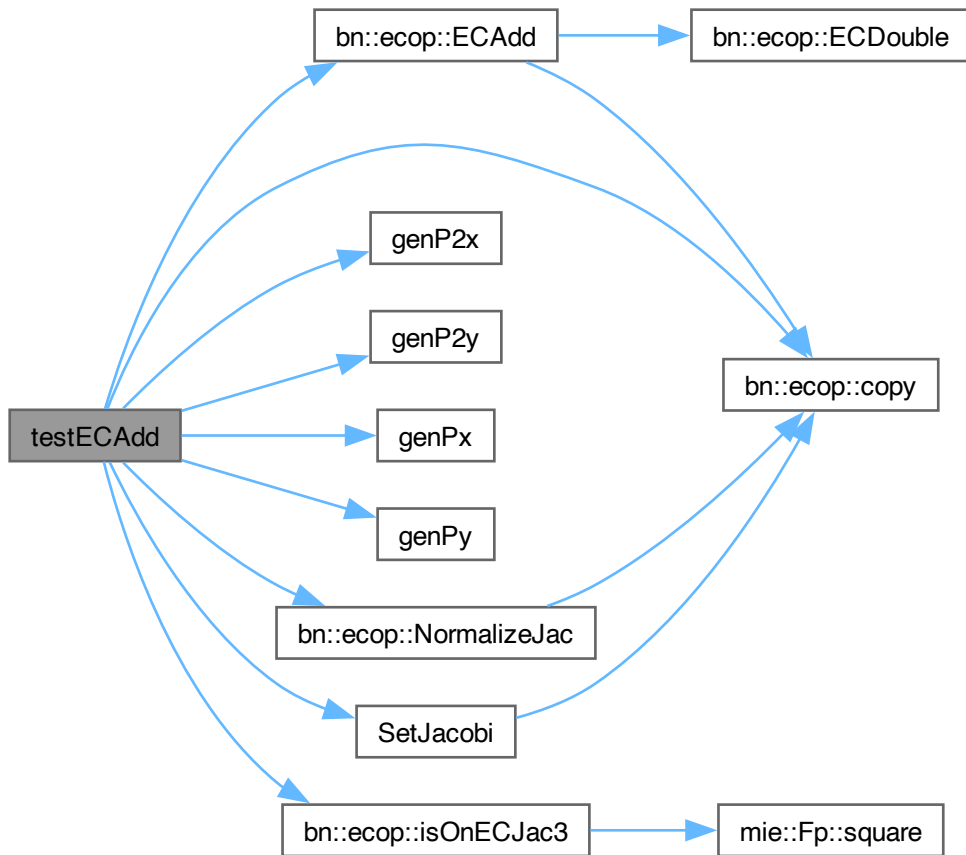 bn::ecop::ECAdd
bn::ecop::ECDouble
genP2x
genP2y
bn::ecop::copy
testECAdd
genPx
genPy
bn::ecop::NormalizeJac
SetJacobi
bn::ecop::isOnECJac3
mie::Fp::square